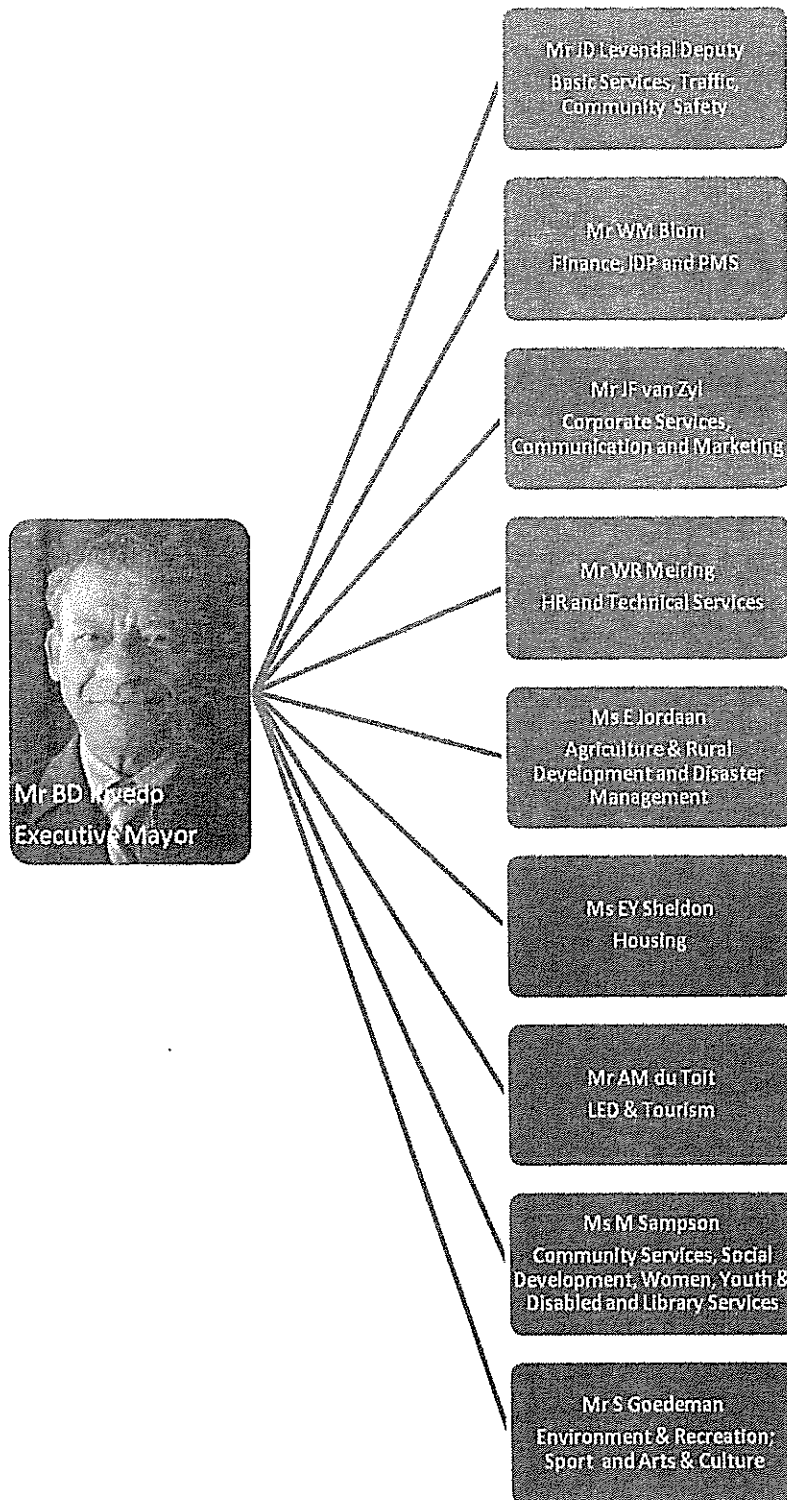 Mr JD Levendal Deputy
Basic Services, Traffic,
Community Safety
Mr WM Blom
Finance, IDP and PMS
Mr JF van Zyl
Corporate Services,
Communication and Marketing
Mr WR Meiring
HR and Technical Services
Mr BD
Executive Mayor
Ms E Jordaan
Agriculture & Rural
Development and Disaster
Management
Ms EY Sheldon
Housing
Mr AM du Toit
LED & Tourism
Ms M Sampson
Community Services, Social
Development, Women, Youth &
Disabled and Library Services
Mr S Goedeman
Environment & Recreation;
Sport and Arts & Culture